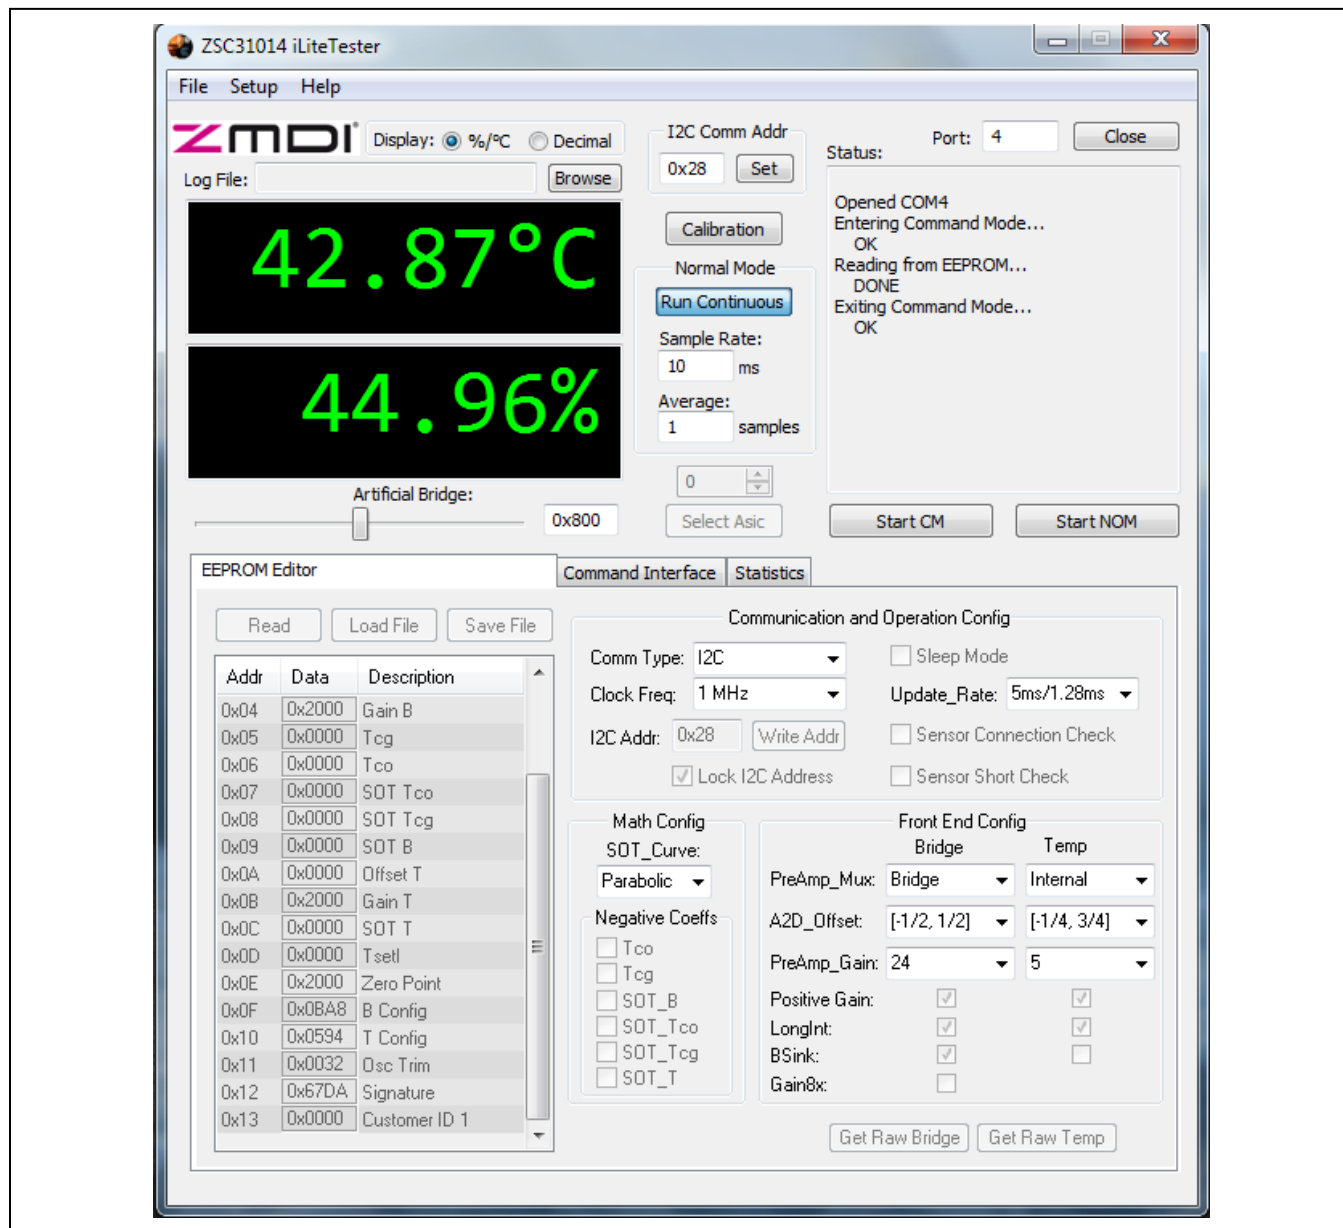 ZSC31014 iLiteTester
File Setup Help
ZMDI
Display: %/°C Decimal
Log File: Browse
I2C Comm Addr
0x28 Set
Port: 4 Close
Status:
42.87°C
44.96%
Calibration
Normal Mode
Run Continuous
Sample Rate:
10 ms
Average:
1 samples
Opened COM4
Entering Command Mode...
OK
Reading from EEPROM...
DONE
Exiting Command Mode...
OK
Artificial Bridge:
0x800
0
Select Asic
Start CM Start NOM
EEPROM Editor Command Interface Statistics
Read Load File Save File
Addr Data Description
0x04 0x2000 Gain B
0x05 0x0000 Tcg
0x06 0x0000 Tco
0x07 0x0000 SOT Tco
0x08 0x0000 SOT Tcg
0x09 0x0000 SOT B
0x0A 0x0000 Offset T
0x0B 0x2000 Gain T
0x0C 0x0000 SOT T
0x0D 0x0000 Tsetl
0x0E 0x2000 Zero Point
0x0F 0x0BA8 B Config
0x10 0x0594 T Config
0x11 0x0032 Osc Trim
0x12 0x67DA Signature
0x13 0x0000 Customer ID 1
Communication and Operation Config
Comm Type: I2C Sleep Mode
Clock Freq: 1 MHz Update_Rate: 5ms/1.28ms
I2C Addr: 0x28 Write Addr Sensor Connection Check
Lock I2C Address Sensor Short Check
Math Config
SOT_Curve:
Parabolic
Negative Coeffs
Tco
Tcg
SOT_B
SOT_Tco
SOT_Tcg
SOT_T
Front End Config
Bridge Temp
PreAmp_Mux: Bridge Internal
A2D_Offset: [-1/2, 1/2] [-1/4, 3/4]
PreAmp_Gain: 24 5
Positive Gain:
LongInt:
BSink:
Gain8x:
Get Raw Bridge Get Raw Temp